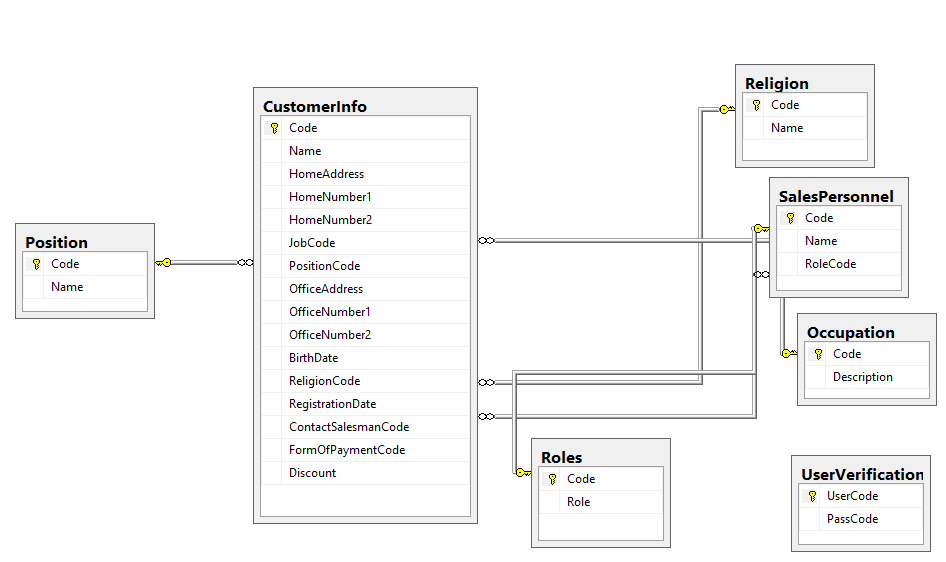 Position
Code
Name
CustomerInfo
Code
Name
HomeAddress
HomeNumber1
HomeNumber2
JobCode
PositionCode
OfficeAddress
OfficeNumber1
OfficeNumber2
BirthDate
ReligionCode
RegistrationDate
ContactSalesmanCode
FormOfPaymentCode
Discount
Religion
Code
Name
SalesPersonnel
Code
Name
RoleCode
Occupation
Code
Description
Roles
Code
Role
UserVerification
UserCode
PassCode